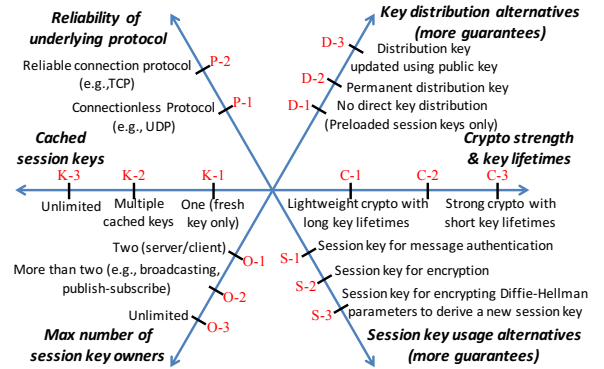 Reliability of
underlying protocol
P-2
Reliable connection protocol
(e.g.,TCP)
P-1
Connectionless Protocol
(e.g., UDP)
Key distribution alternatives
(more guarantees)
D-3
Distribution key
updated using public key
D-2
Permanent distribution key
D-1
No direct key distribution
(Preloaded session keys only)
Cached
session keys
K-3
K-2
K-1
Unlimited
Multiple
cached keys
One (fresh
key only)
Crypto strength
& key lifetimes
C-1
C-2
C-3
Lightweight crypto with
long key lifetimes
Strong crypto with
short key lifetimes
Two (server/client)
O-1
More than two (e.g., broadcasting,
publish-subscribe)
O-2
Unlimited
O-3
Max number of
session key owners
S-1
Session key for message authentication
S-2
Session key for encryption
S-3
Session key for encrypting Diffie-Hellman
parameters to derive a new session key
Session key usage alternatives
(more guarantees)